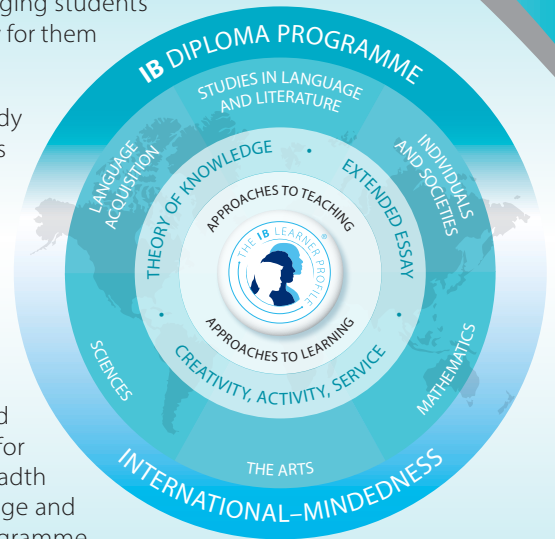 ging students
for them
dy
s
d
for
adth
ge and
gramme
IB DIPLOMA PROGRAMME
STUDIES IN LANGUAGE
AND LITERATURE
LANGUAGE
ACQUISITION
INDIVIDUALS
AND SOCIETIES
THEORY OF KNOWLEDGE •
EXTENDED ESSAY •
APPROACHES TO TEACHING
THE IB LEARNER PROFILE ®
APPROACHES TO LEARNING
CREATIVITY, ACTIVITY, SERVICE •
SCIENCES
MATHEMATICS
THE ARTS
INTERNATIONAL–MINDEDNESS